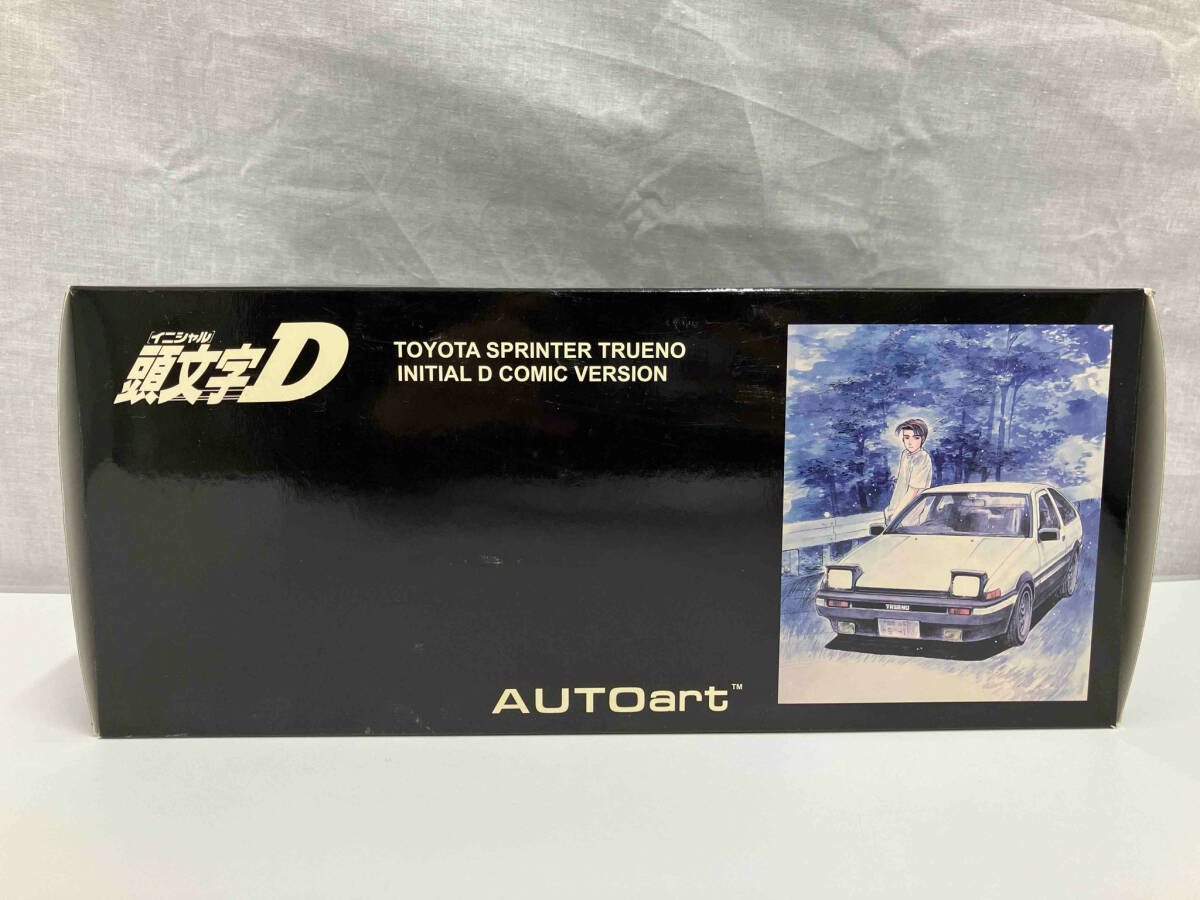 [イニシャル]
頭文字D
TOYOTA SPRINTER TRUENO
INITIAL D COMIC VERSION
TRUENO
AUTOart™